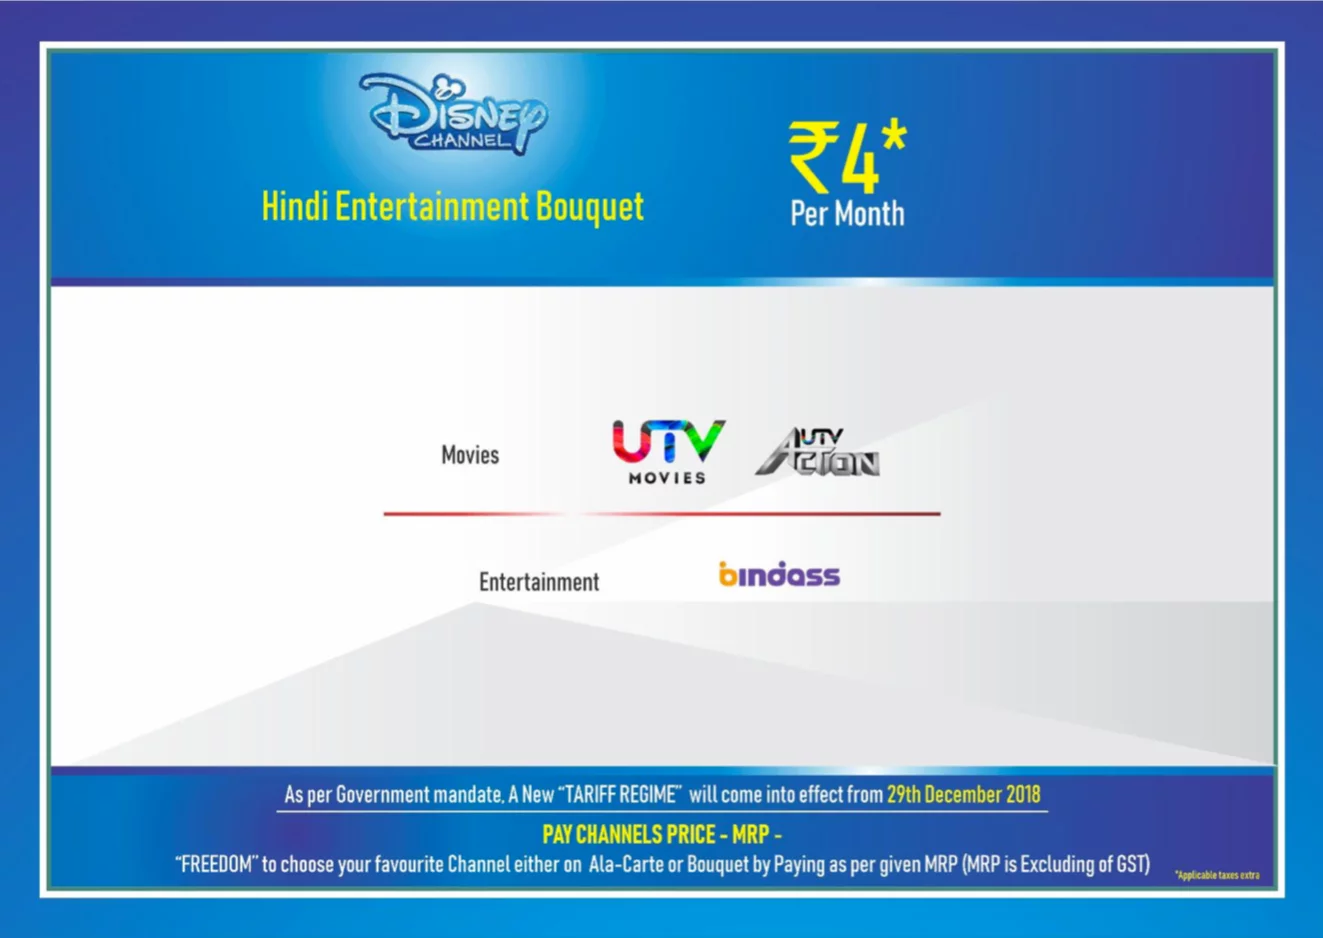 DISNEY
CHANNEL
Hindi Entertainment Bouquet
₹4*
Per Month
Movies
UTV
MOVIES
UTV
ACTION
Entertainment
bindass
As per Government mandate, A New “TARIFF REGIME” will come into effect from 29th December 2018
PAY CHANNELS PRICE - MRP -
“FREEDOM” to choose your favourite Channel either on Ala-Carte or Bouquet by Paying as per given MRP (MRP is Excluding of GST)
*Applicable taxes extra